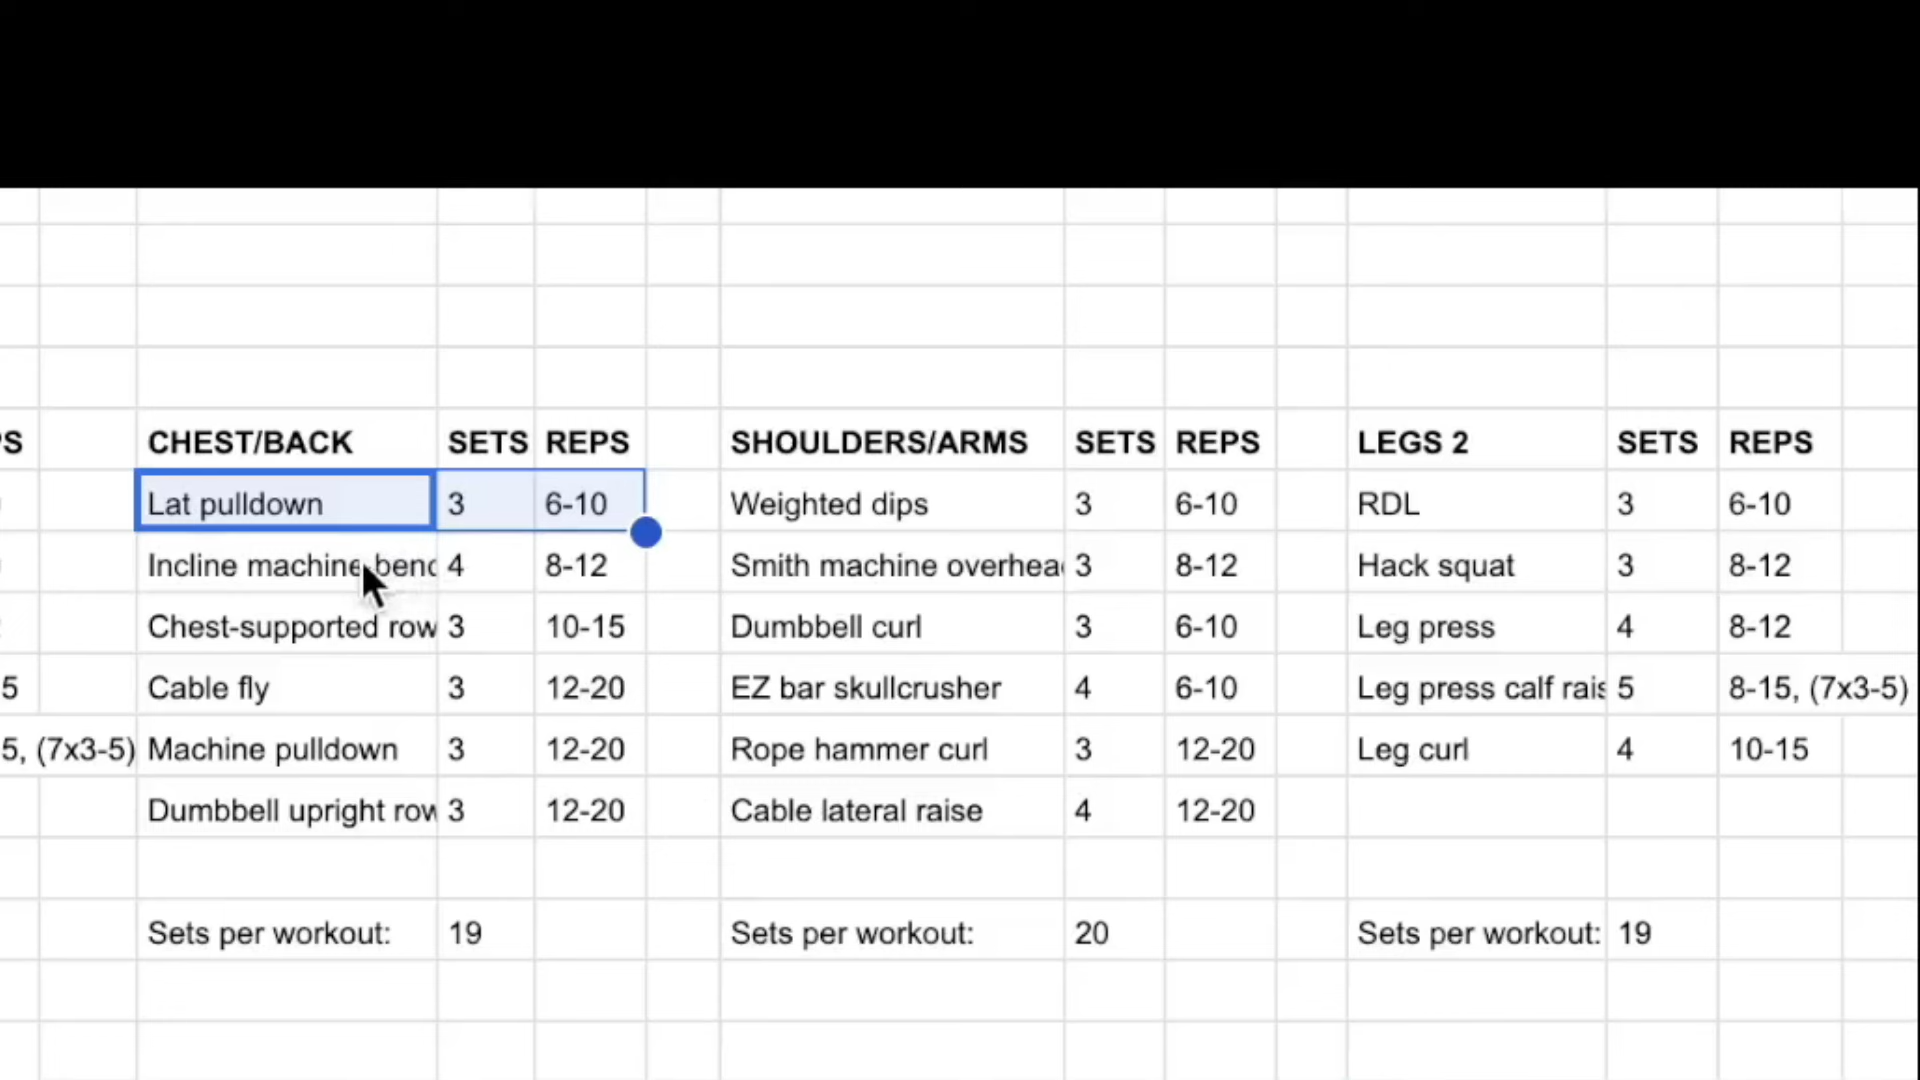 PS CHEST/BACK SETS REPS SHOULDERS/ARMS SETS REPS LEGS 2 SETS REPS
Lat pulldown 3 6-10 Weighted dips 3 6-10 RDL 3 6-10
Incline machine benc 4 8-12 Smith machine overhea 3 8-12 Hack squat 3 8-12
Chest-supported row 3 10-15 Dumbbell curl 3 6-10 Leg press 4 8-12
5 Cable fly 3 12-20 EZ bar skullcrusher 4 6-10 Leg press calf rais 5 8-15, (7x3-5)
5, (7x3-5) Machine pulldown 3 12-20 Rope hammer curl 3 12-20 Leg curl 4 10-15
Dumbbell upright row 3 12-20 Cable lateral raise 4 12-20
Sets per workout: 19 Sets per workout: 20 Sets per workout: 19